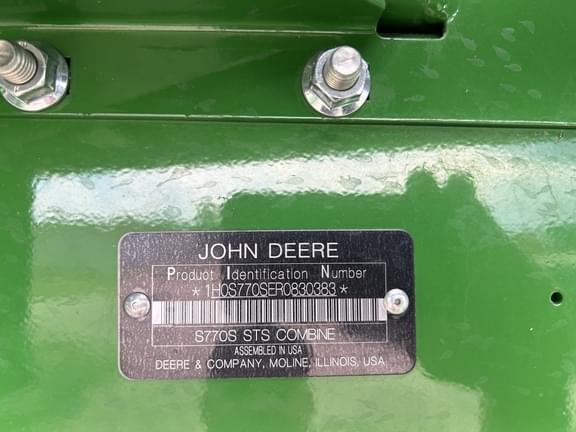 JOHN DEERE
Product Identification Number
*1H0S770SER0830383*
S770S STS COMBINE
ASSEMBLED IN USA
DEERE & COMPANY, MOLINE, ILLINOIS, USA